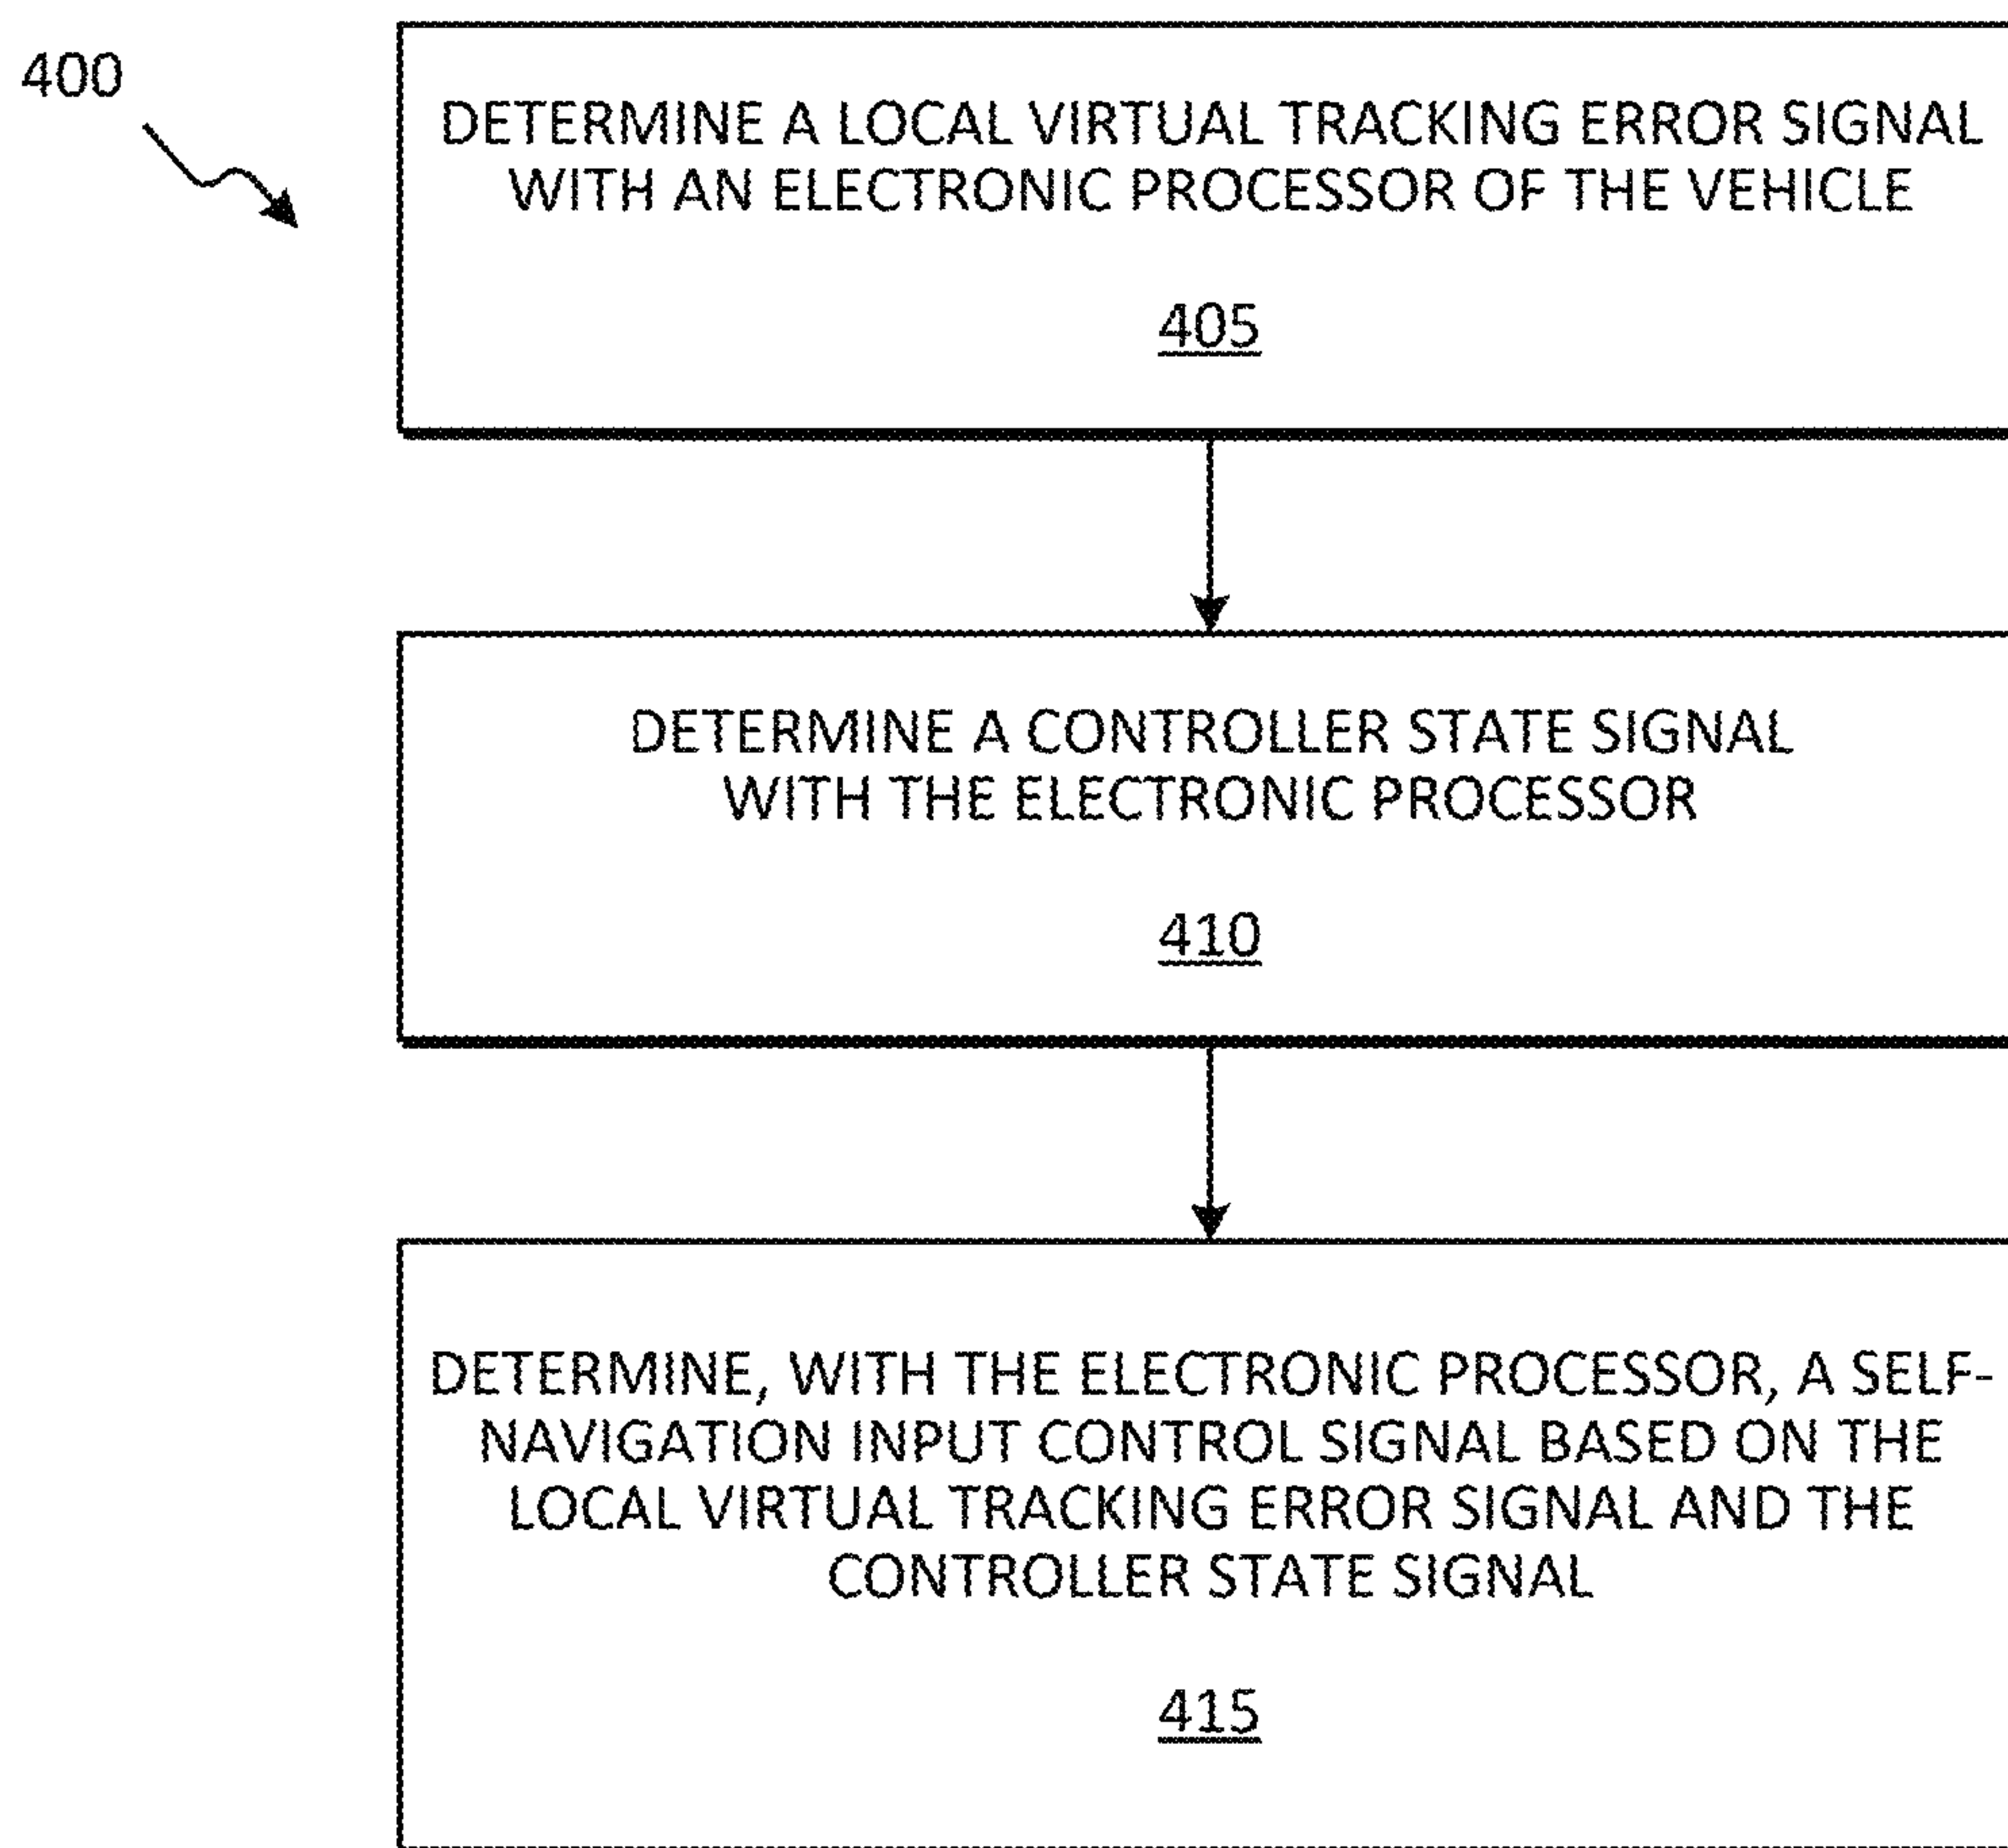 400
DETERMINE A LOCAL VIRTUAL TRACKING ERROR SIGNAL
WITH AN ELECTRONIC PROCESSOR OF THE VEHICLE
405
DETERMINE A CONTROLLER STATE SIGNAL
WITH THE ELECTRONIC PROCESSOR
410
DETERMINE, WITH THE ELECTRONIC PROCESSOR, A SELF-
NAVIGATION INPUT CONTROL SIGNAL BASED ON THE
LOCAL VIRTUAL TRACKING ERROR SIGNAL AND THE
CONTROLLER STATE SIGNAL
415